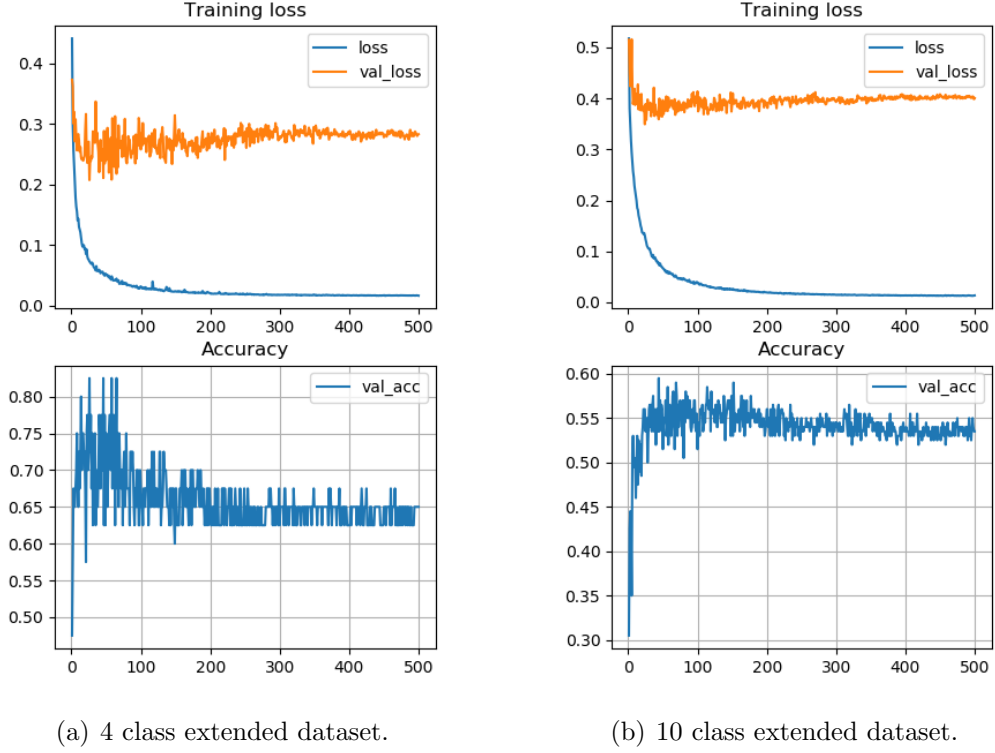 Training loss
0.4
0.3
0.2
0.1
0.0
loss
val_loss
0 100 200 300 400 500
Accuracy
0.80
0.75
0.70
0.65
0.60
0.55
0.50
val_acc
0 100 200 300 400 500
(a) 4 class extended dataset.
Training loss
0.5
0.4
0.3
0.2
0.1
0.0
loss
val_loss
0 100 200 300 400 500
Accuracy
0.60
0.55
0.50
0.45
0.40
0.35
0.30
val_acc
0 100 200 300 400 500
(b) 10 class extended dataset.